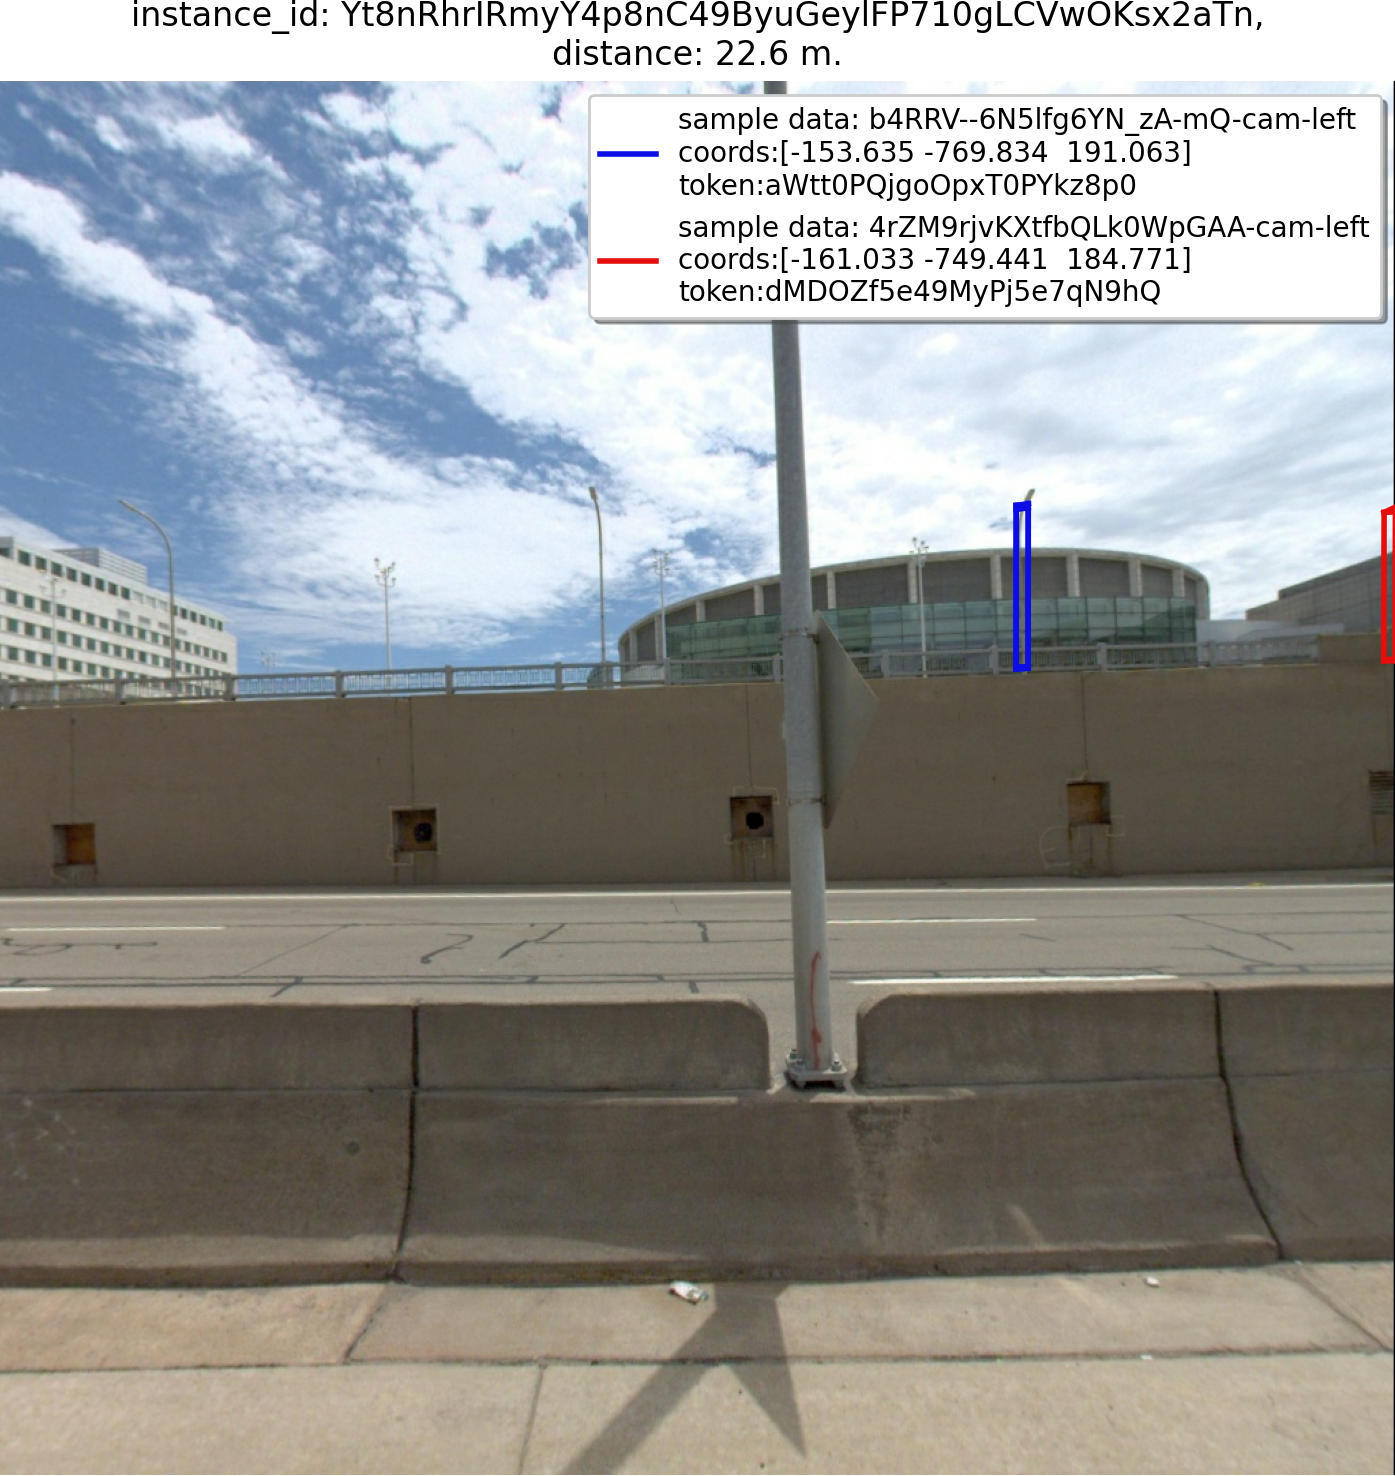 instance_id: Yt8nRhrIRmyY4p8nC49ByuGeylFP710gLCVwOKsx2aTn,
distance: 22.6 m.
sample data: b4RRV--6N5lfg6YN_zA-mQ-cam-left
coords:[-153.635 -769.834  191.063]
token:aWtt0PQjgoOpxT0PYkz8p0
sample data: 4rZM9rjvKXtfbQLk0WpGAA-cam-left
coords:[-161.033 -749.441  184.771]
token:dMDOZf5e49MyPj5e7qN9hQ